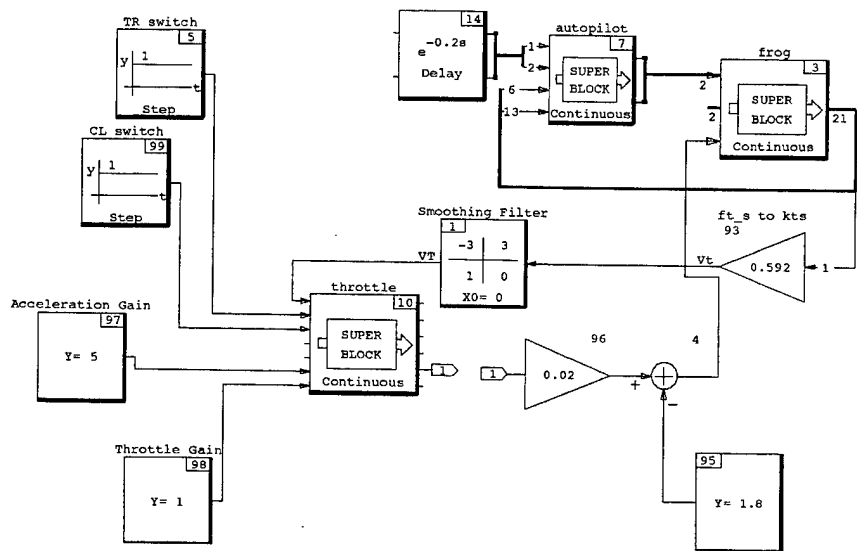 TR switch
5
y
1
t
Step
CL switch
99
y
1
t
Step
Acceleration Gain
97
Y= 5
Throttle Gain
98
Y= 1
14
e^-0.2s
Delay
autopilot
7
1
2
6
13
SUPER
BLOCK
Continuous
frog
3
2
2
SUPER
BLOCK
Continuous
21
Smoothing Filter
1
-3 3
1 0
X0= 0
VT
ft_s to kts
93
Vt
0.592
1
throttle
10
SUPER
BLOCK
Continuous
1
1
0.02
96
+
-
4
95
Y= 1.8